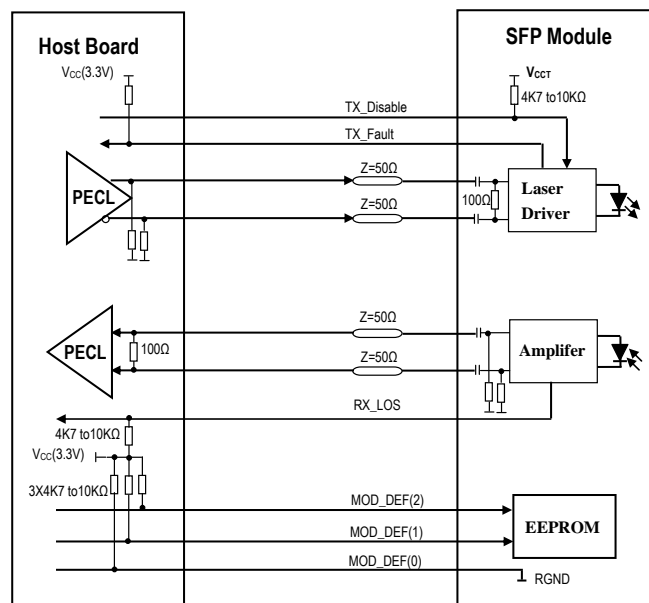 Host Board
SFP Module
VCC(3.3V)
VCCT
4K7 to10KΩ
TX_Disable
TX_Fault
PECL
Z=50Ω
Z=50Ω
100Ω
Laser
Driver
PECL
100Ω
Z=50Ω
Z=50Ω
Amplifer
RX_LOS
4K7 to10KΩ
VCC(3.3V)
3X4K7 to10KΩ
MOD_DEF(2)
MOD_DEF(1)
MOD_DEF(0)
EEPROM
RGND